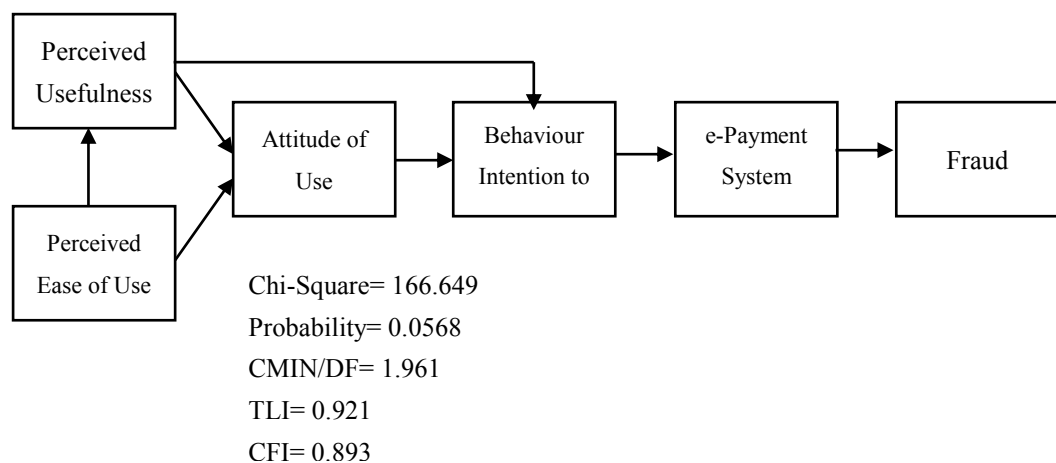 Perceived
Usefulness
Perceived
Ease of Use
Attitude of
Use
Behaviour
Intention to
e-Payment
System
Fraud
Chi-Square= 166.649
Probability= 0.0568
CMIN/DF= 1.961
TLI= 0.921
CFI= 0.893